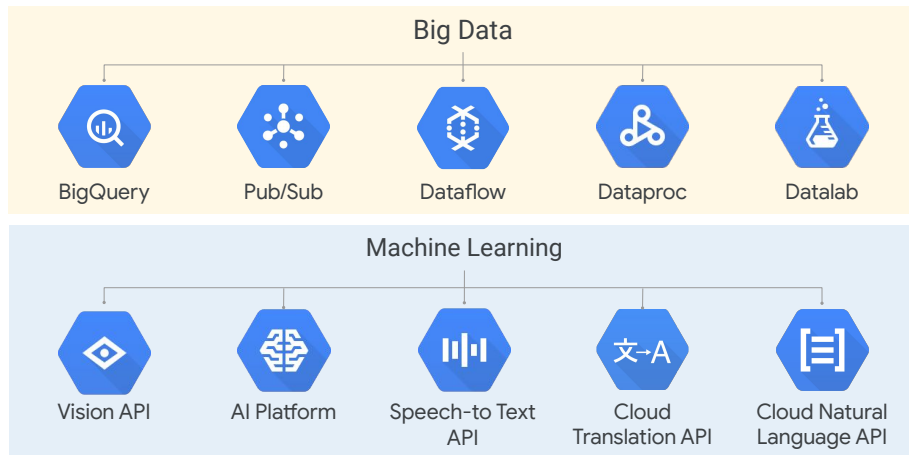 Big Data
BigQuery
Pub/Sub
Dataflow
Dataproc
Datalab
Machine Learning
文→A
Vision API
AI Platform
Speech-to Text
API
Cloud
Translation API
Cloud Natural
Language API